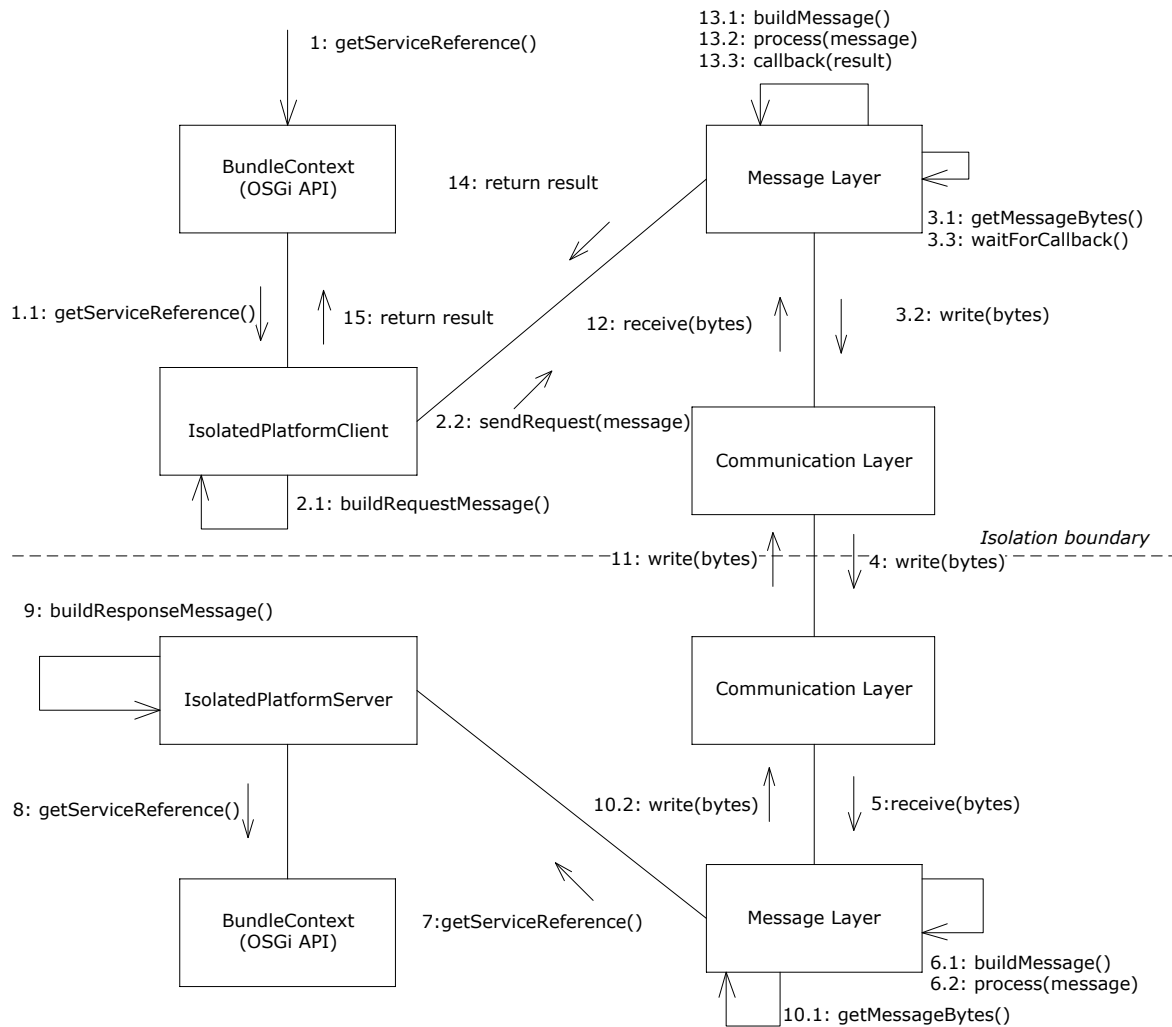 13.1: buildMessage()
13.2: process(message)
13.3: callback(result)
1: getServiceReference()
BundleContext
(OSGi API)
14: return result
Message Layer
3.1: getMessageBytes()
3.3: waitForCallback()
1.1: getServiceReference()
15: return result
12: receive(bytes)
3.2: write(bytes)
IsolatedPlatformClient
2.2: sendRequest(message)
Communication Layer
2.1: buildRequestMessage()
Isolation boundary
11: write(bytes)
4: write(bytes)
9: buildResponseMessage()
IsolatedPlatformServer
Communication Layer
8: getServiceReference()
10.2: write(bytes)
5:receive(bytes)
BundleContext
(OSGi API)
7:getServiceReference()
Message Layer
6.1: buildMessage()
6.2: process(message)
10.1: getMessageBytes()